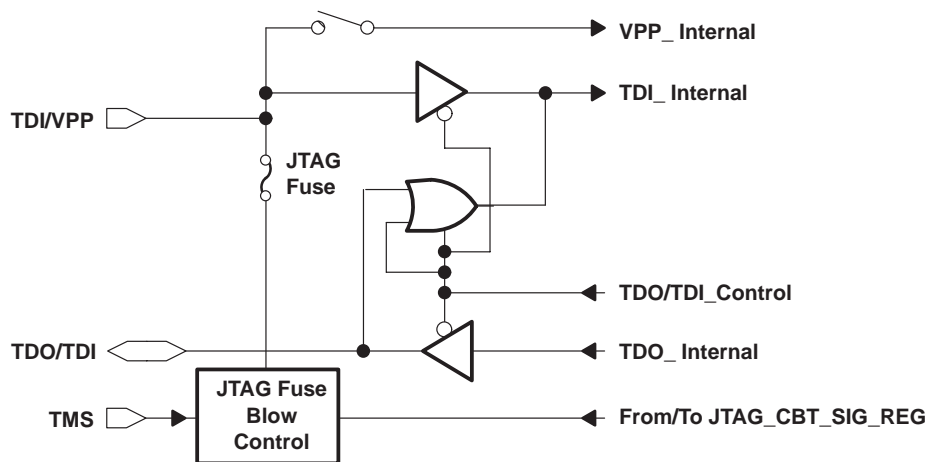 VPP_ Internal
TDI_ Internal
TDI/VPP
JTAG
Fuse
TDO/TDI_Control
TDO/TDI
TDO_ Internal
JTAG Fuse
Blow
Control
TMS
From/To JTAG_CBT_SIG_REG